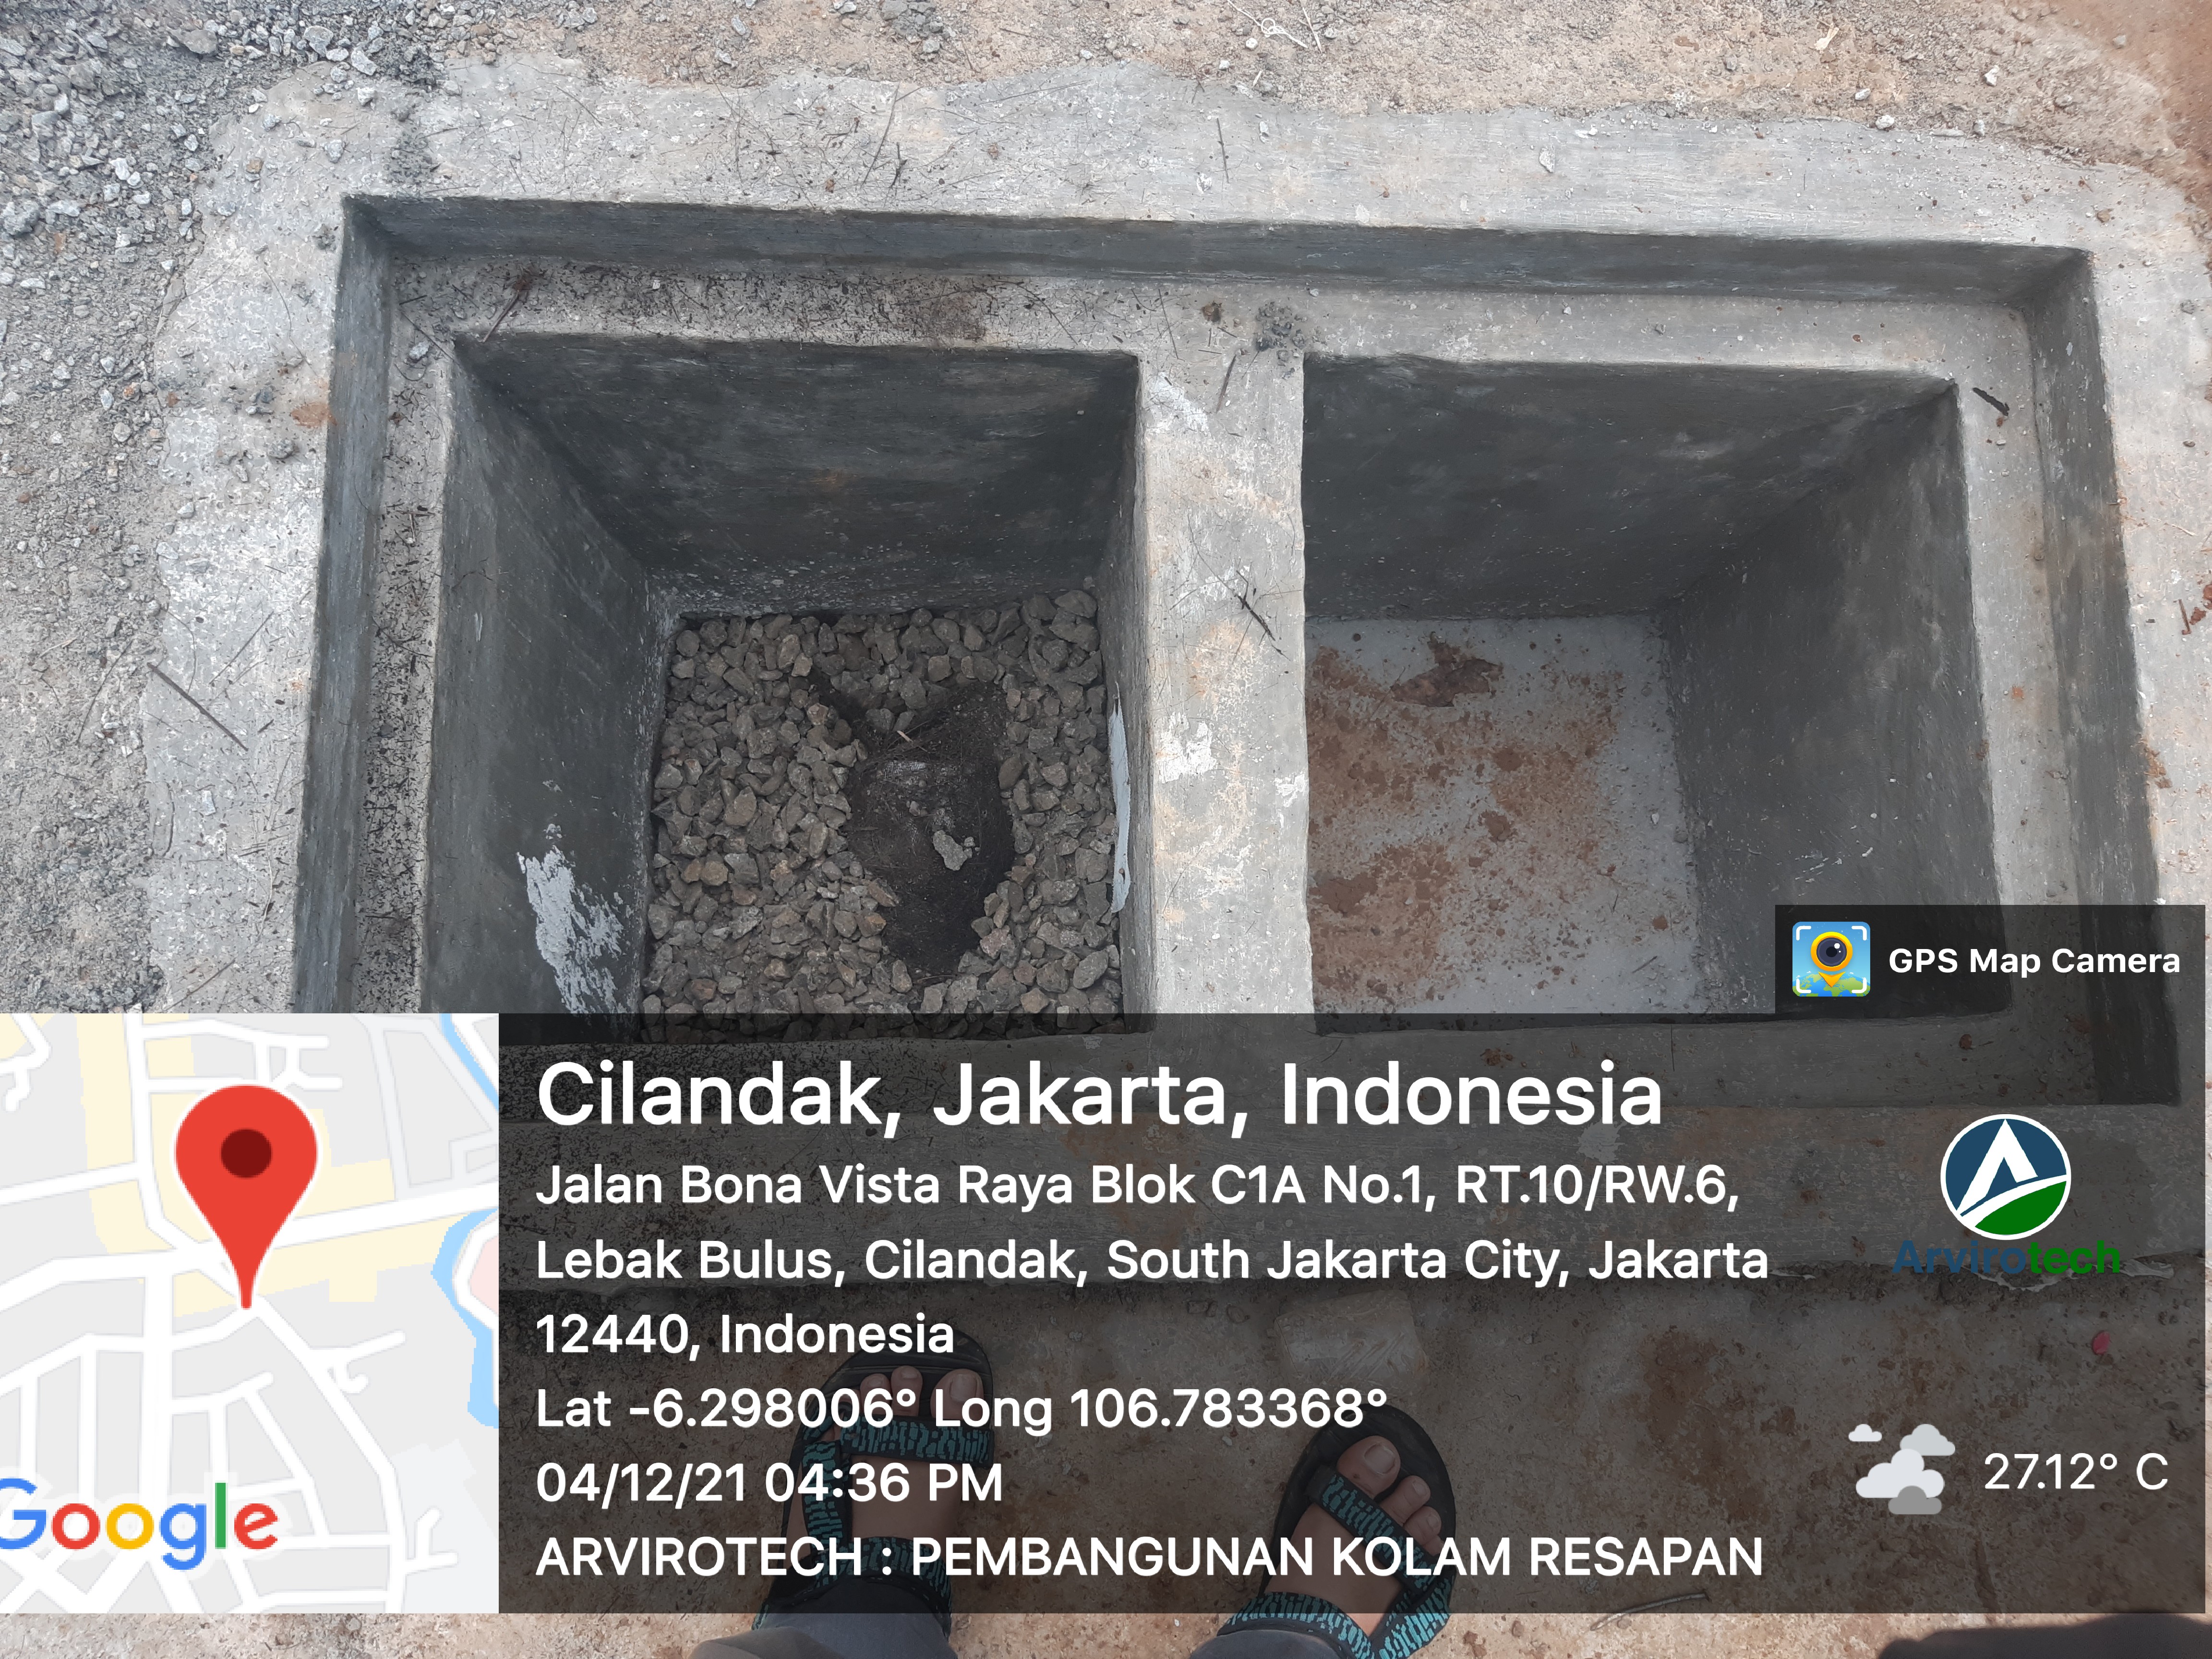 GPS Map Camera
Cilandak, Jakarta, Indonesia
Jalan Bona Vista Raya Blok C1A No.1, RT.10/RW.6,
Lebak Bulus, Cilandak, South Jakarta City, Jakarta
12440, Indonesia
Lat -6.298006° Long 106.783368°
04/12/21 04:36 PM
ARVIROTECH : PEMBANGUNAN KOLAM RESAPAN
Arvirotech
27.12° C
Google